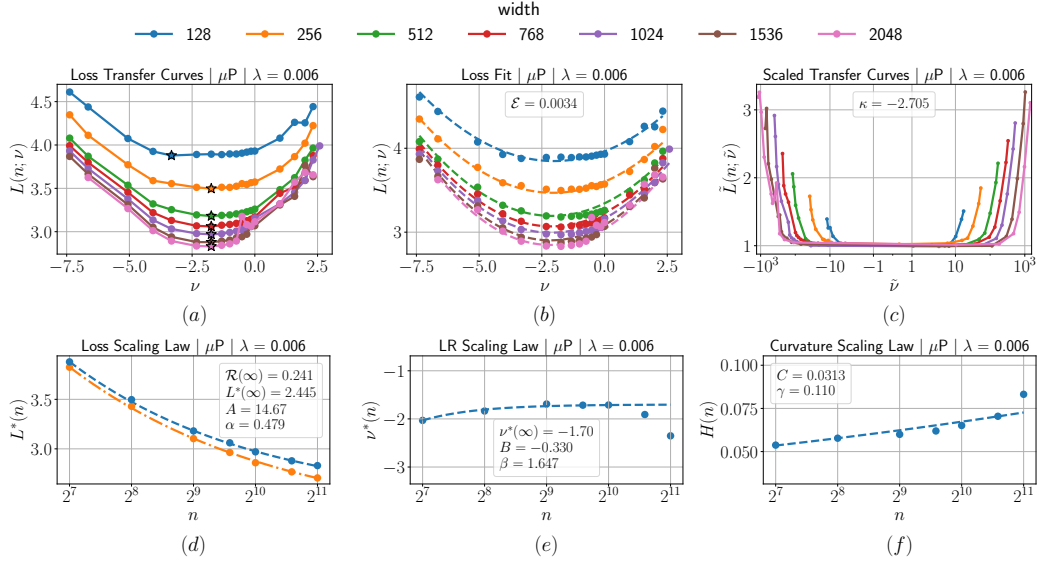 width
128 256 512 768 1024 1536 2048
Loss Transfer Curves | μP | λ = 0.006
L(n; ν)
4.5
4.0
3.5
3.0
−7.5 −5.0 −2.5 0.0 2.5
ν
(a)
Loss Fit | μP | λ = 0.006
ℰ = 0.0034
L(n; ν)
4
3
−7.5 −5.0 −2.5 0.0 2.5
ν
(b)
Scaled Transfer Curves | μP | λ = 0.006
κ = −2.705
L̃(n; ν̃)
3
2
1
−10³ −10 −1 1 10 10³
ν̃
(c)
Loss Scaling Law | μP | λ = 0.006
ℛ(∞) = 0.241
L*(∞) = 2.445
A = 14.67
α = 0.479
L*(n)
3.5
3.0
2⁷ 2⁸ 2⁹ 2¹⁰ 2¹¹
n
(d)
LR Scaling Law | μP | λ = 0.006
ν*(n)
−1
−2
−3
ν*(∞) = −1.70
B = −0.330
β = 1.647
2⁷ 2⁸ 2⁹ 2¹⁰ 2¹¹
n
(e)
Curvature Scaling Law | μP | λ = 0.006
C = 0.0313
γ = 0.110
H(n)
0.100
0.075
0.050
2⁷ 2⁸ 2⁹ 2¹⁰ 2¹¹
n
(f)